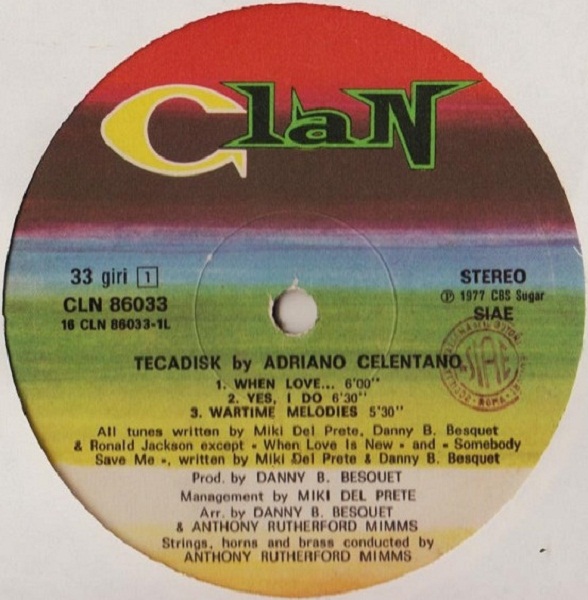 Clan
33 giri 1
STEREO
CLN 86033
℗ 1977 CBS Sugar
16 CLN 86033-1L
SIAE
TECADISK by ADRIANO CELENTANO
1. WHEN LOVE... 6'00"
2. YES, I DO 6'30"
3. WARTIME MELODIES 5'30"
All tunes written by Miki Del Prete, Danny B. Besquet
& Ronald Jackson except « When Love Is New » and « Somebody
Save Me », written by Miki Del Prete & Danny B. Besquet
Prod. by DANNY B. BESQUET
Management by MIKI DEL PRETE
Arr. by DANNY B. BESQUET
& ANTHONY RUTHERFORD MIMMS
Strings, horns and brass conducted by
ANTHONY RUTHERFORD MIMMS
SIAE
ROMA